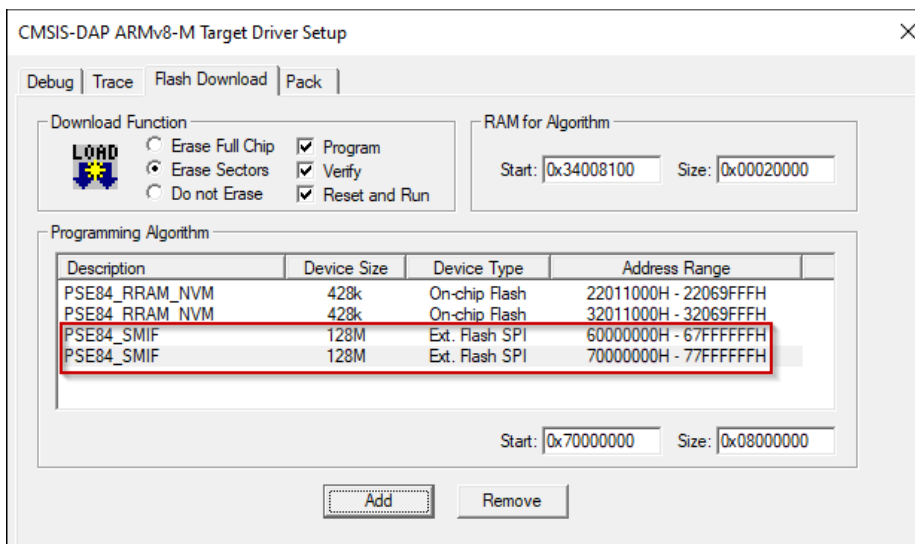 CMSIS-DAP ARMv8-M Target Driver Setup
Debug Trace Flash Download Pack
Download Function
LOAD
Erase Full Chip Program
Erase Sectors Verify
Do not Erase Reset and Run
RAM for Algorithm
Start: 0x34008100 Size: 0x00020000
Programming Algorithm
Description Device Size Device Type Address Range
PSE84_RRAM_NVM 428k On-chip Flash 22011000H - 22069FFFH
PSE84_RRAM_NVM 428k On-chip Flash 32011000H - 32069FFFH
PSE84_SMIF 128M Ext. Flash SPI 60000000H - 67FFFFFFH
PSE84_SMIF 128M Ext. Flash SPI 70000000H - 77FFFFFFH
Start: 0x70000000 Size: 0x08000000
Add Remove